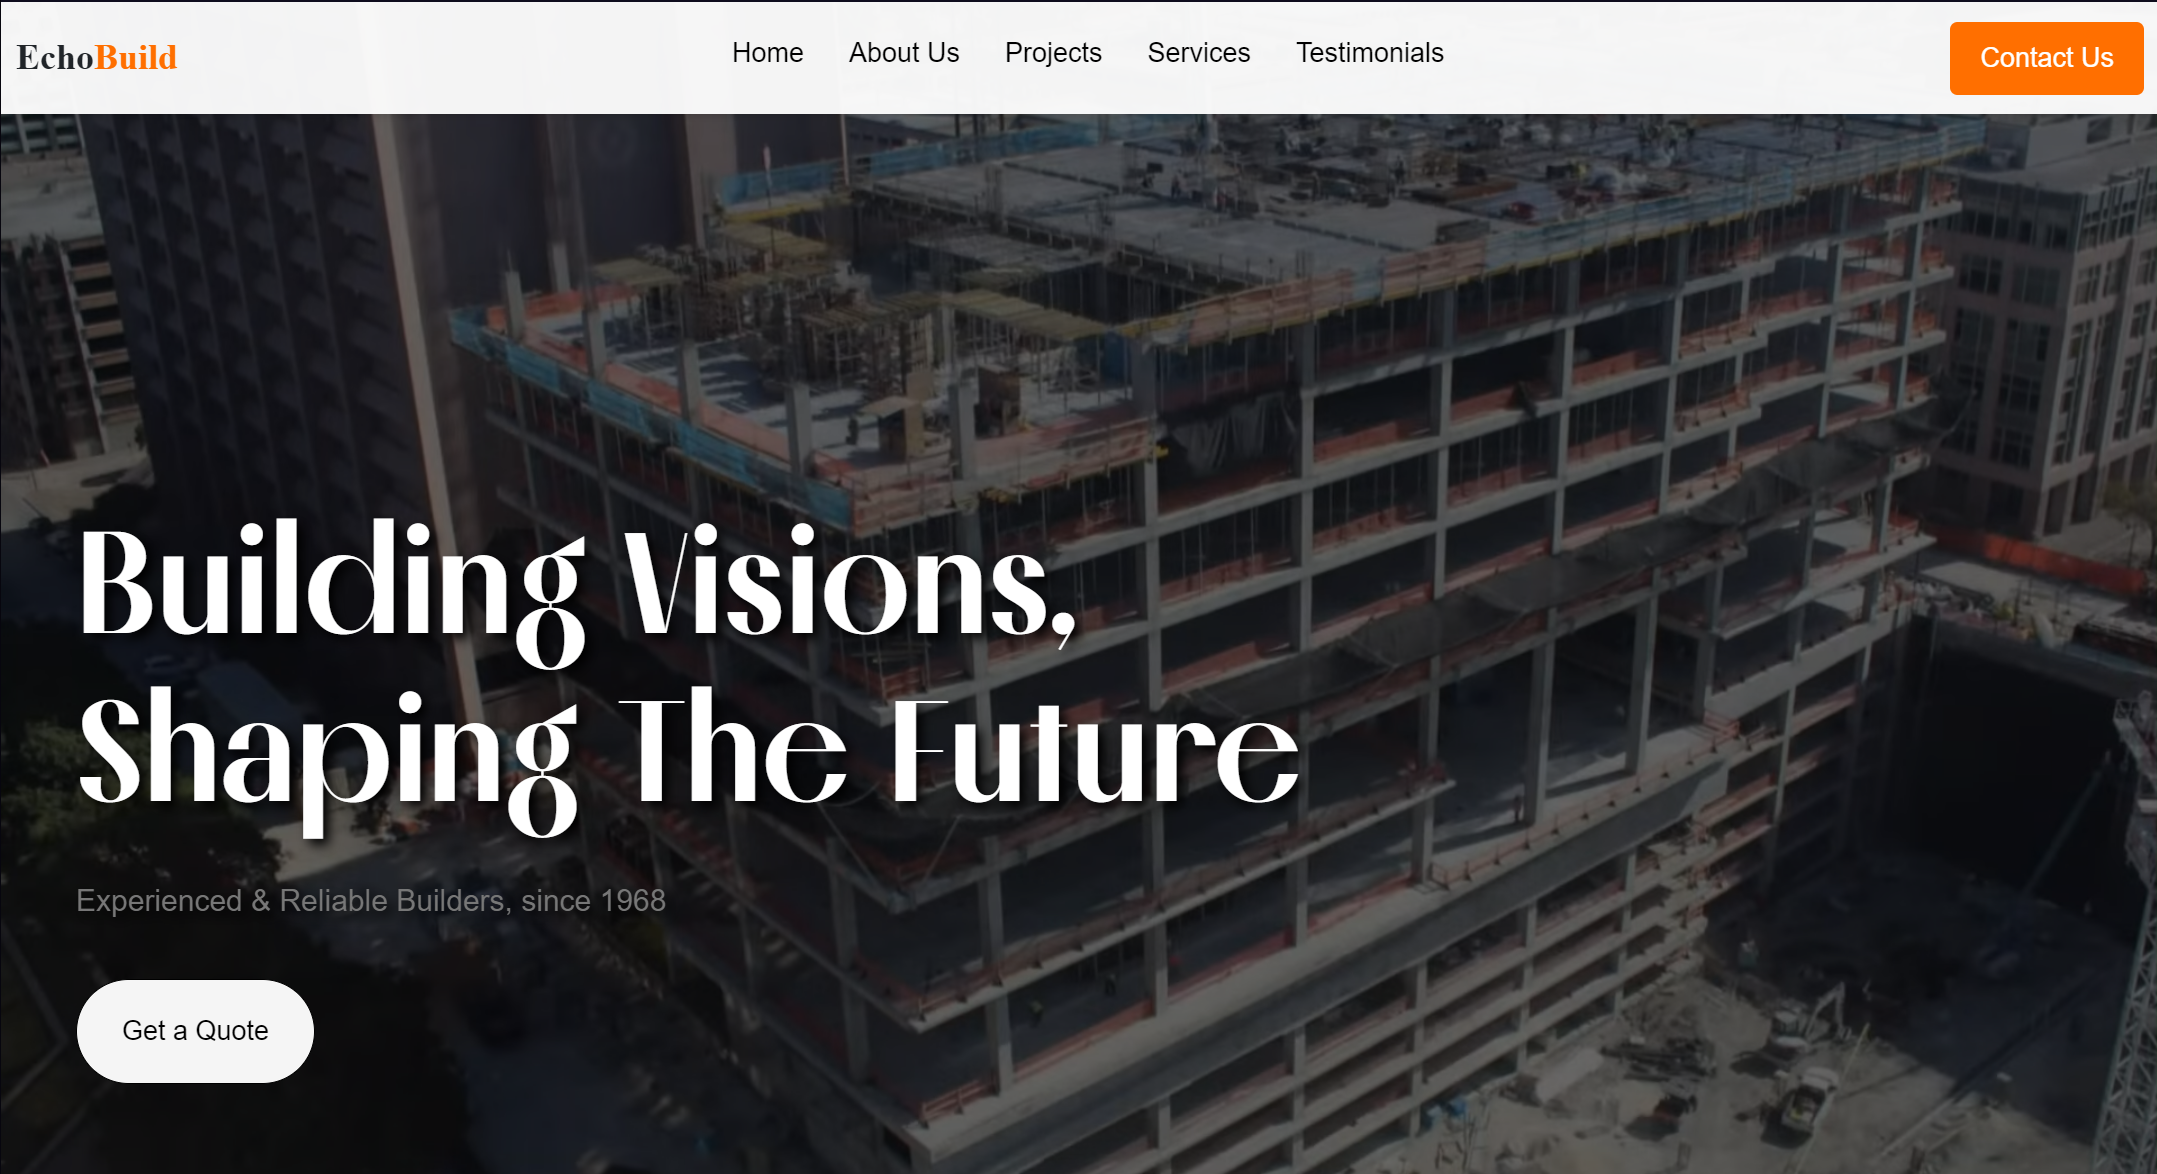 EchoBuild
Home About Us Projects Services Testimonials
Contact Us
Building Visions,
Shaping The Future
Experienced & Reliable Builders, since 1968
Get a Quote